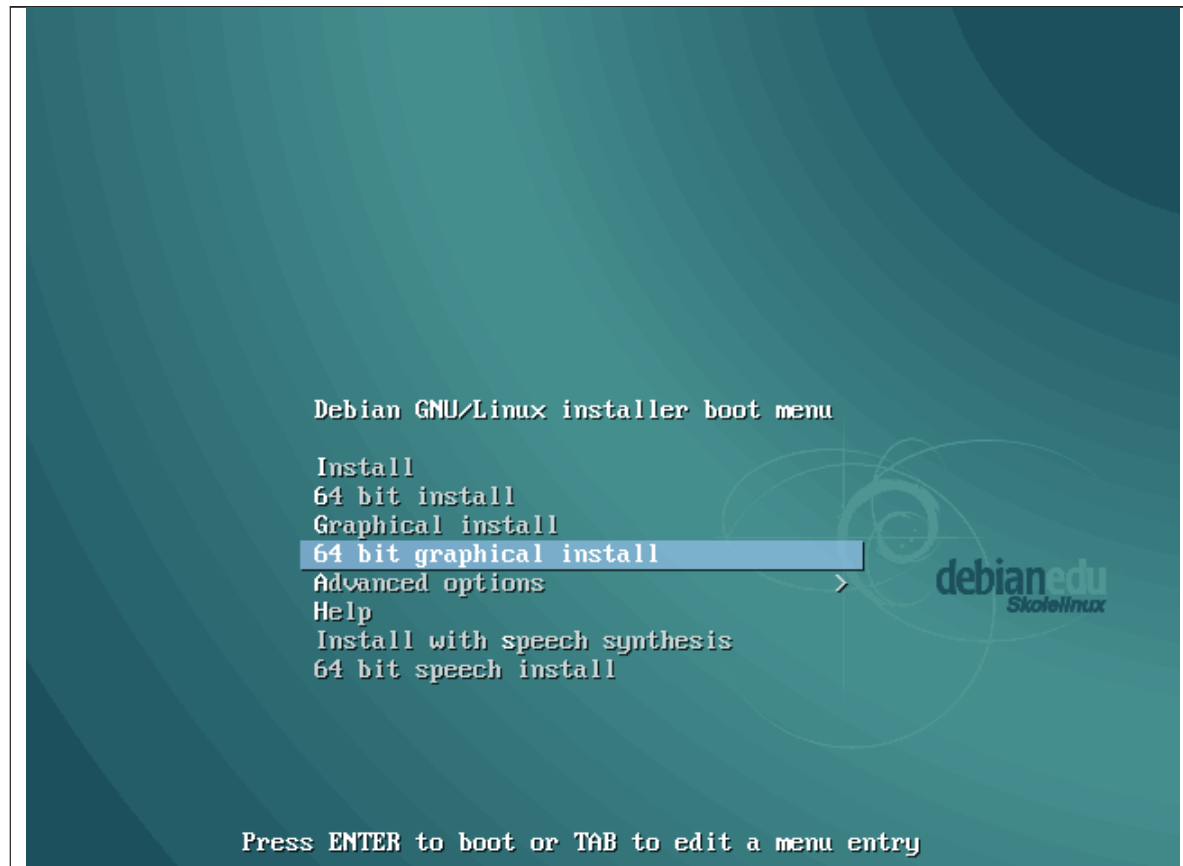 Debian GNU/Linux installer boot menu
Install
64 bit install
Graphical install
64 bit graphical install
Advanced options >
Help
Install with speech synthesis
64 bit speech install
debianedu
Skolelinux
Press ENTER to boot or TAB to edit a menu entry